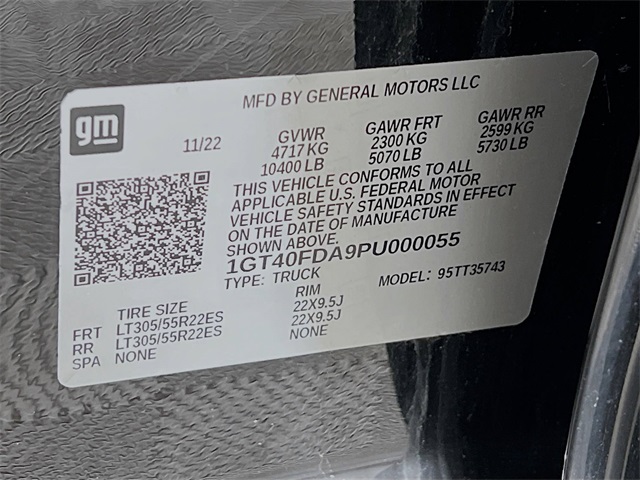 MFD BY GENERAL MOTORS LLC
gm
11/22 GVWR GAWR FRT GAWR RR
4717 KG 2300 KG 2599 KG
10400 LB 5070 LB 5730 LB
THIS VEHICLE CONFORMS TO ALL
APPLICABLE U.S. FEDERAL MOTOR
VEHICLE SAFETY STANDARDS IN EFFECT
ON THE DATE OF MANUFACTURE
SHOWN ABOVE.
1GT40FDA9PU000055
TYPE: TRUCK MODEL: 95TT35743
TIRE SIZE RIM
FRT LT305/55R22ES 22X9.5J
RR LT305/55R22ES 22X9.5J
SPA NONE NONE